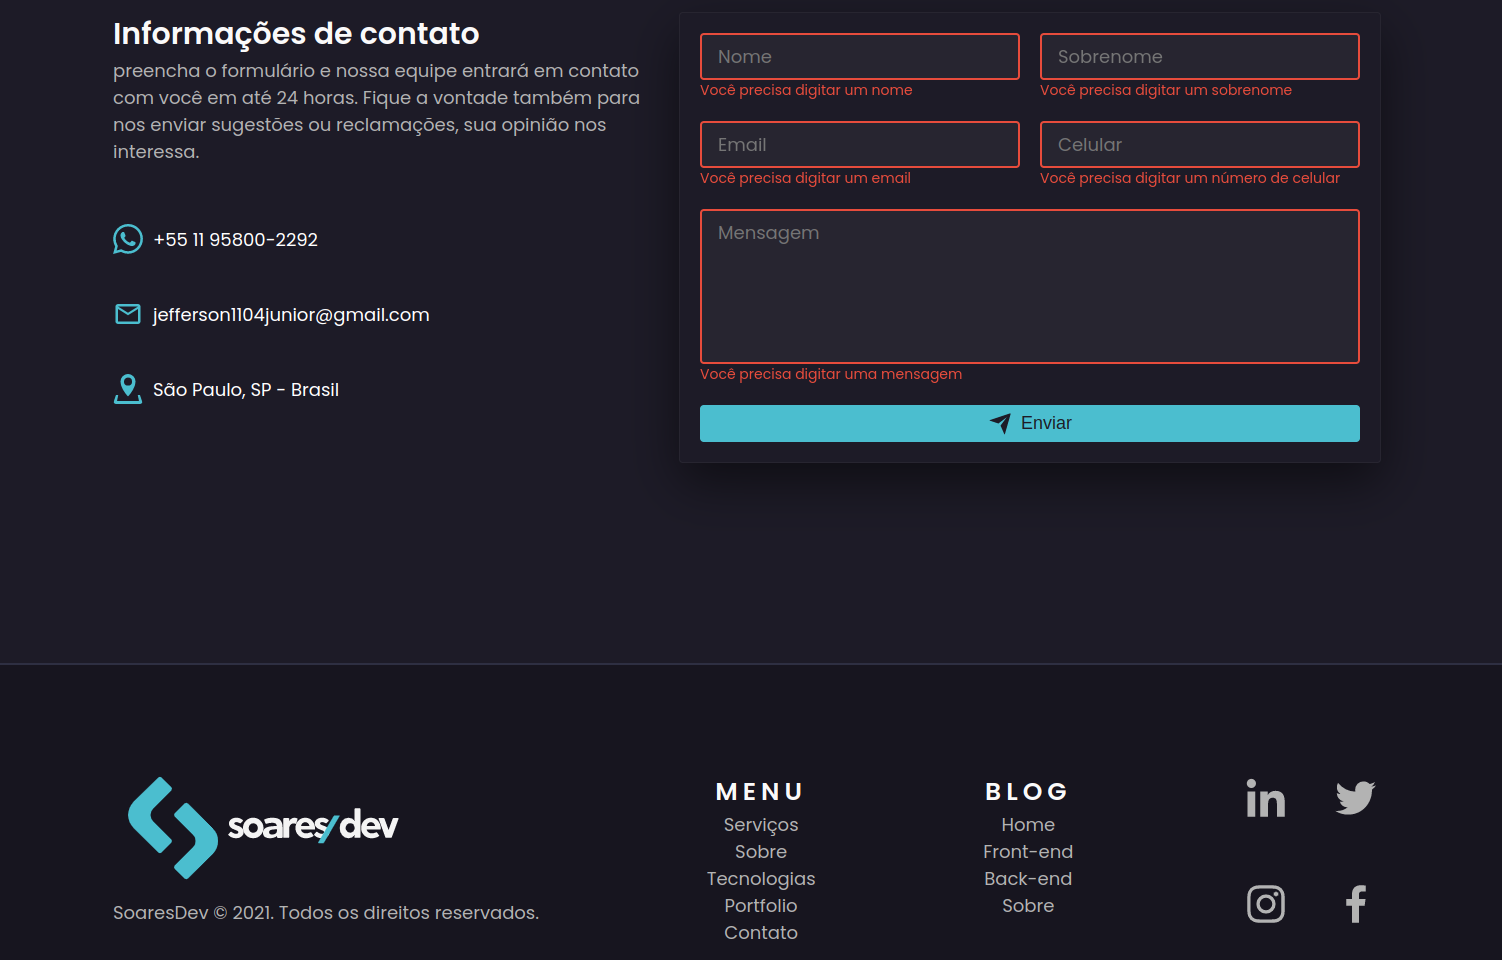 Informações de contato
preencha o formulário e nossa equipe entrará em contato
com você em até 24 horas. Fique a vontade também para
nos enviar sugestões ou reclamações, sua opinião nos
interessa.
+55 11 95800-2292
jefferson1104junior@gmail.com
São Paulo, SP - Brasil
Nome
Sobrenome
Você precisa digitar um nome
Você precisa digitar um sobrenome
Email
Celular
Você precisa digitar um email
Você precisa digitar um número de celular
Mensagem
Você precisa digitar uma mensagem
Enviar
soares/dev
SoaresDev © 2021. Todos os direitos reservados.
MENU
Serviços
Sobre
Tecnologias
Portfolio
Contato
BLOG
Home
Front-end
Back-end
Sobre